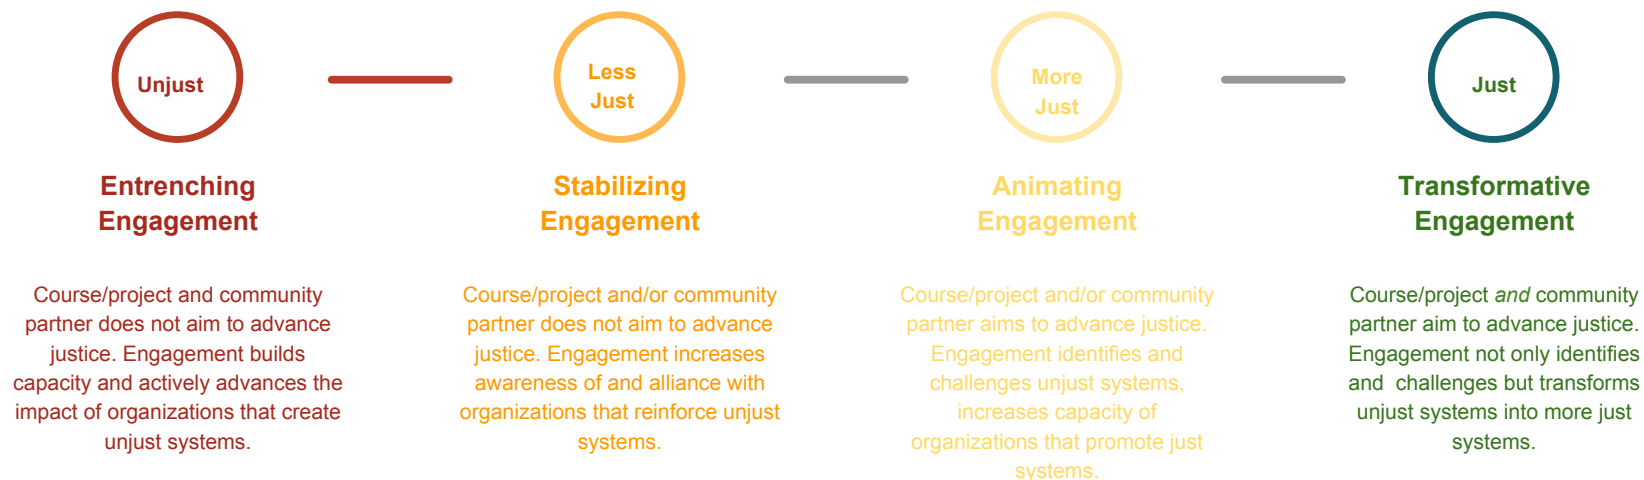 Unjust
Less
Just
More
Just
Just
Entrenching
Engagement
Stabilizing
Engagement
Animating
Engagement
Transformative
Engagement
Course/project and community
partner does not aim to advance
justice. Engagement builds
capacity and actively advances the
impact of organizations that create
unjust systems.
Course/project and/or community
partner does not aim to advance
justice. Engagement increases
awareness of and alliance with
organizations that reinforce unjust
systems.
Course/project and/or community
partner aims to advance justice.
Engagement identifies and
challenges unjust systems,
increases capacity of
organizations that promote just
systems.
Course/project and community
partner aim to advance justice.
Engagement not only identifies
and challenges but transforms
unjust systems into more just
systems.